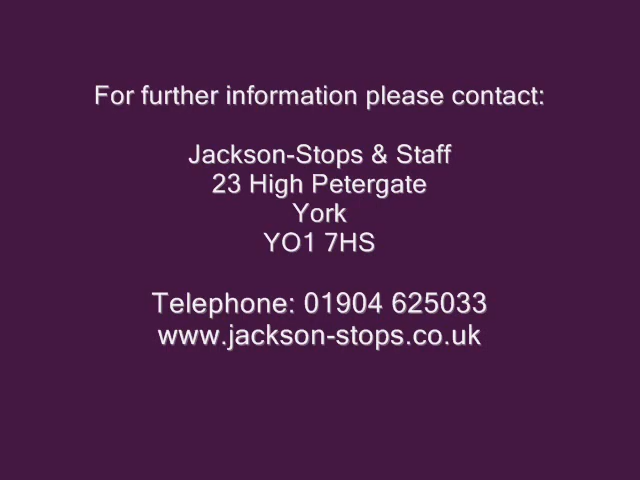 For further information please contact:
Jackson-Stops & Staff
23 High Petergate
York
YO1 7HS
Telephone: 01904 625033
www.jackson-stops.co.uk